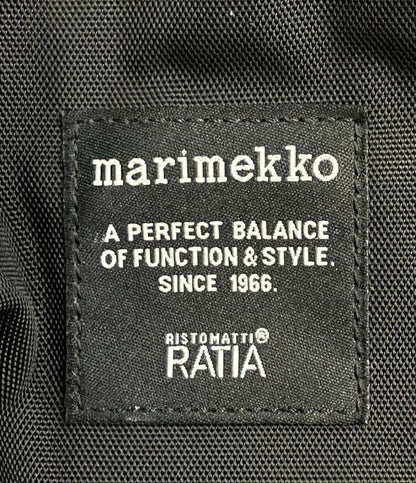 marimekko
A PERFECT BALANCE
OF FUNCTION & STYLE.
SINCE 1966.
RISTOMATTI®
RATIA